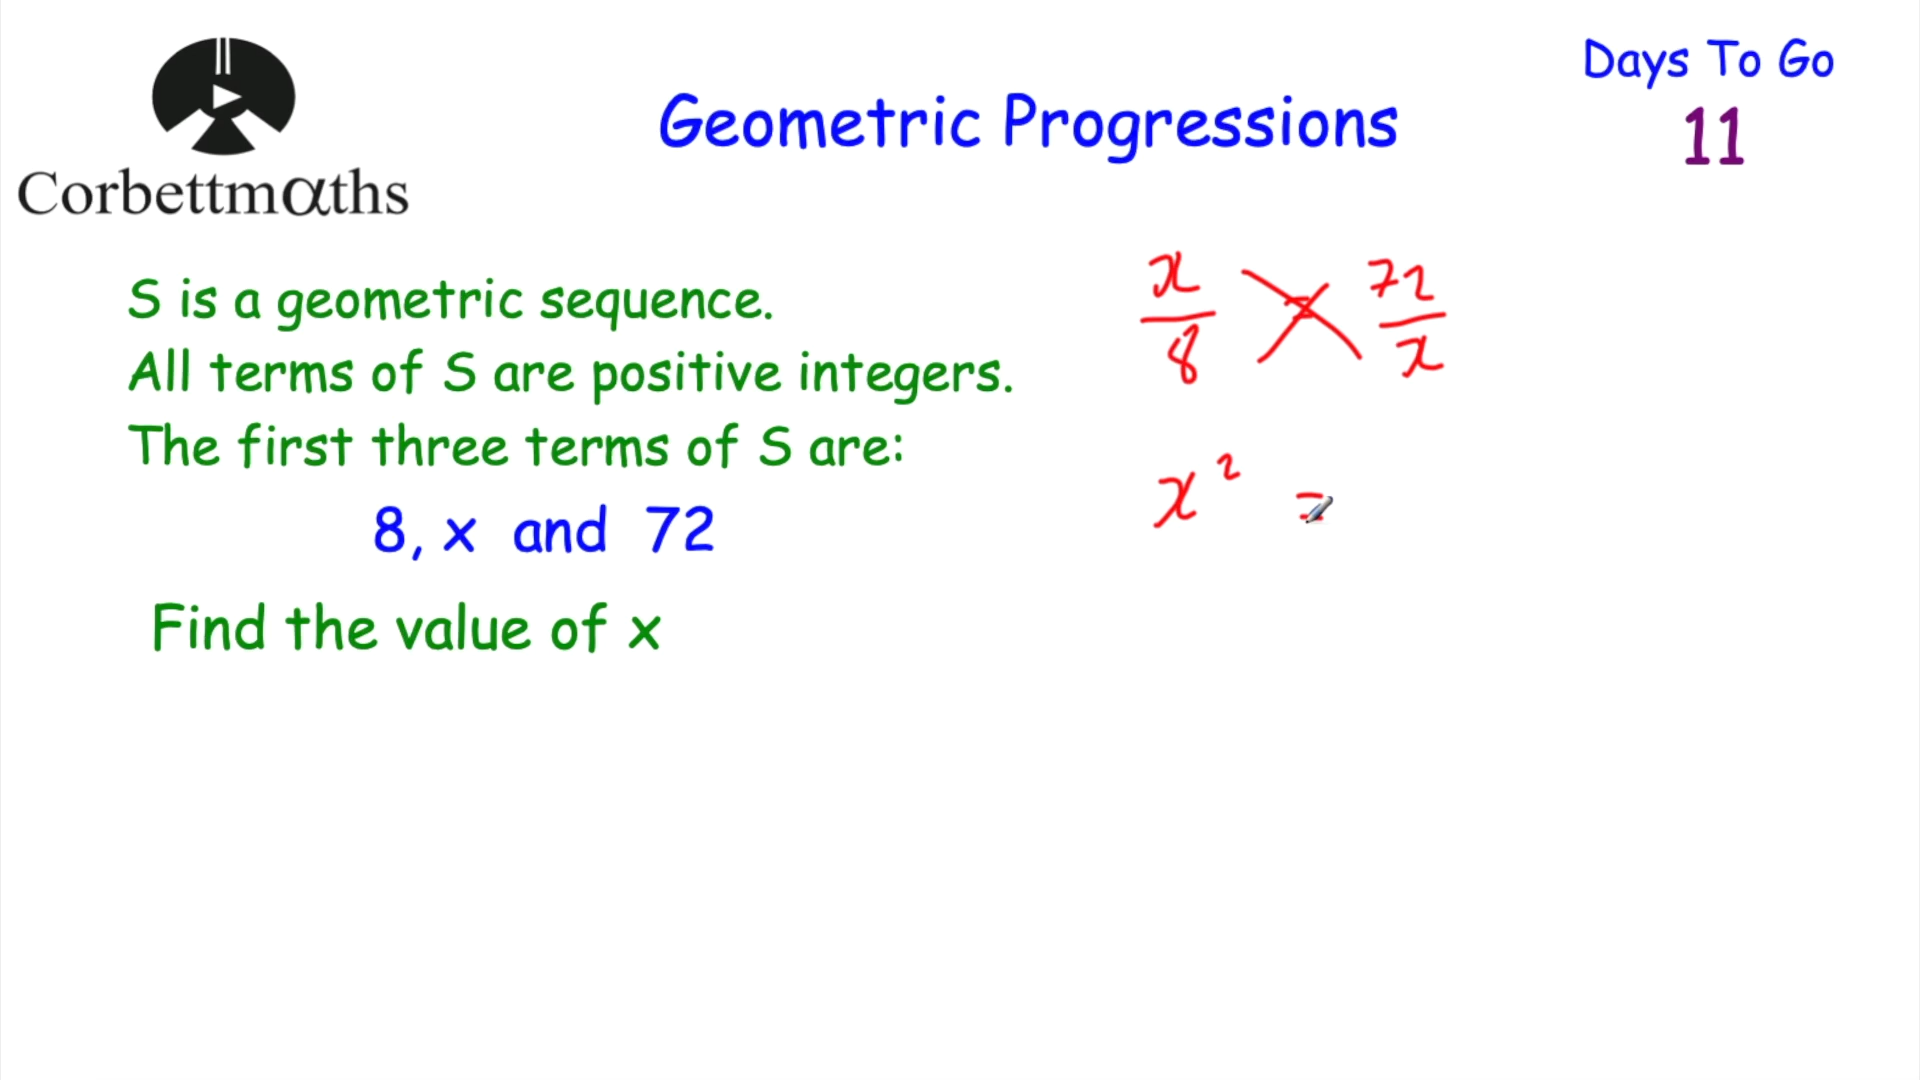 Corbettmαths
Geometric Progressions
Days To Go
11
S is a geometric sequence.
All terms of S are positive integers.
The first three terms of S are:
8, x and 72
Find the value of x
x/8 = 72/x
x² =